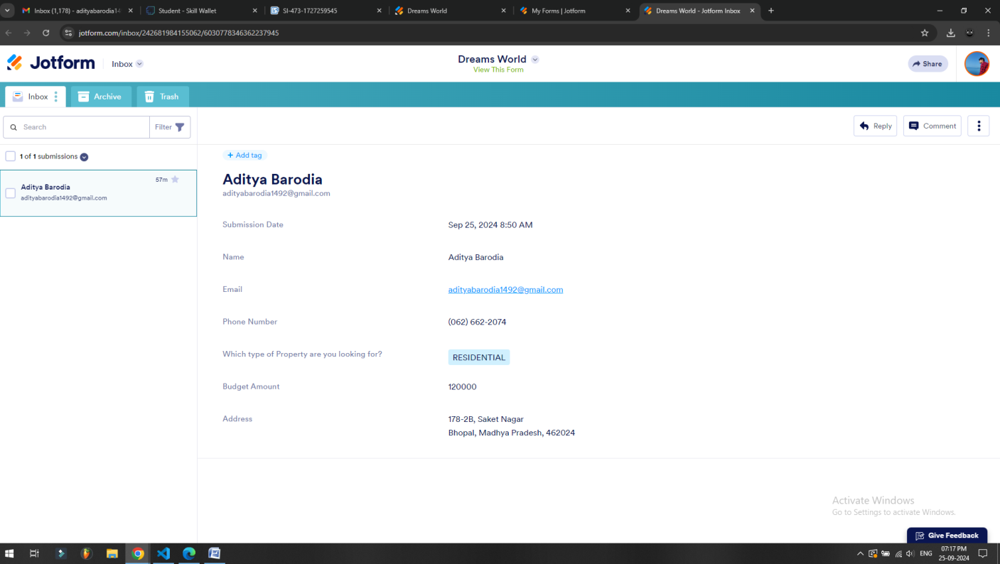 Inbox (1,178) - adityabarodia14
Student - Skill Wallet
SI-473-1727259545
Dreams World
My Forms | Jotform
Dreams World - Jotform Inbox
jotform.com/inbox/242681984155062/6030778346362237945
Jotform
Inbox
Dreams World
View This Form
Share
Inbox
Archive
Trash
Search
Filter
Reply
Comment
1 of 1 submissions
Aditya Barodia
57m
adityabarodia1492@gmail.com
+ Add tag
Aditya Barodia
adityabarodia1492@gmail.com
Submission Date Sep 25, 2024 8:50 AM
Name Aditya Barodia
Email adityabarodia1492@gmail.com
Phone Number (062) 662-2074
Which type of Property are you looking for? RESIDENTIAL
Budget Amount 120000
Address 178-2B, Saket Nagar
Bhopal, Madhya Pradesh, 462024
Activate Windows
Go to Settings to activate Windows.
Give Feedback
ENG
07:17 PM
25-09-2024